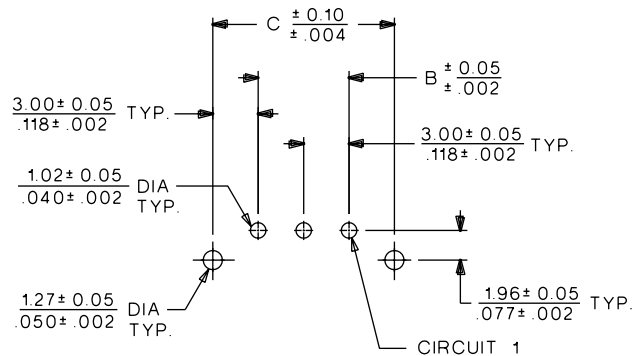 C ± 0.10
± .004
B ± 0.05
± .002
3.00± 0.05 TYP.
.118± .002
3.00± 0.05 TYP.
.118± .002
1.02± 0.05 DIA
.040± .002 TYP.
1.27± 0.05 DIA
.050± .002 TYP.
1.96± 0.05 TYP.
.077± .002
CIRCUIT 1